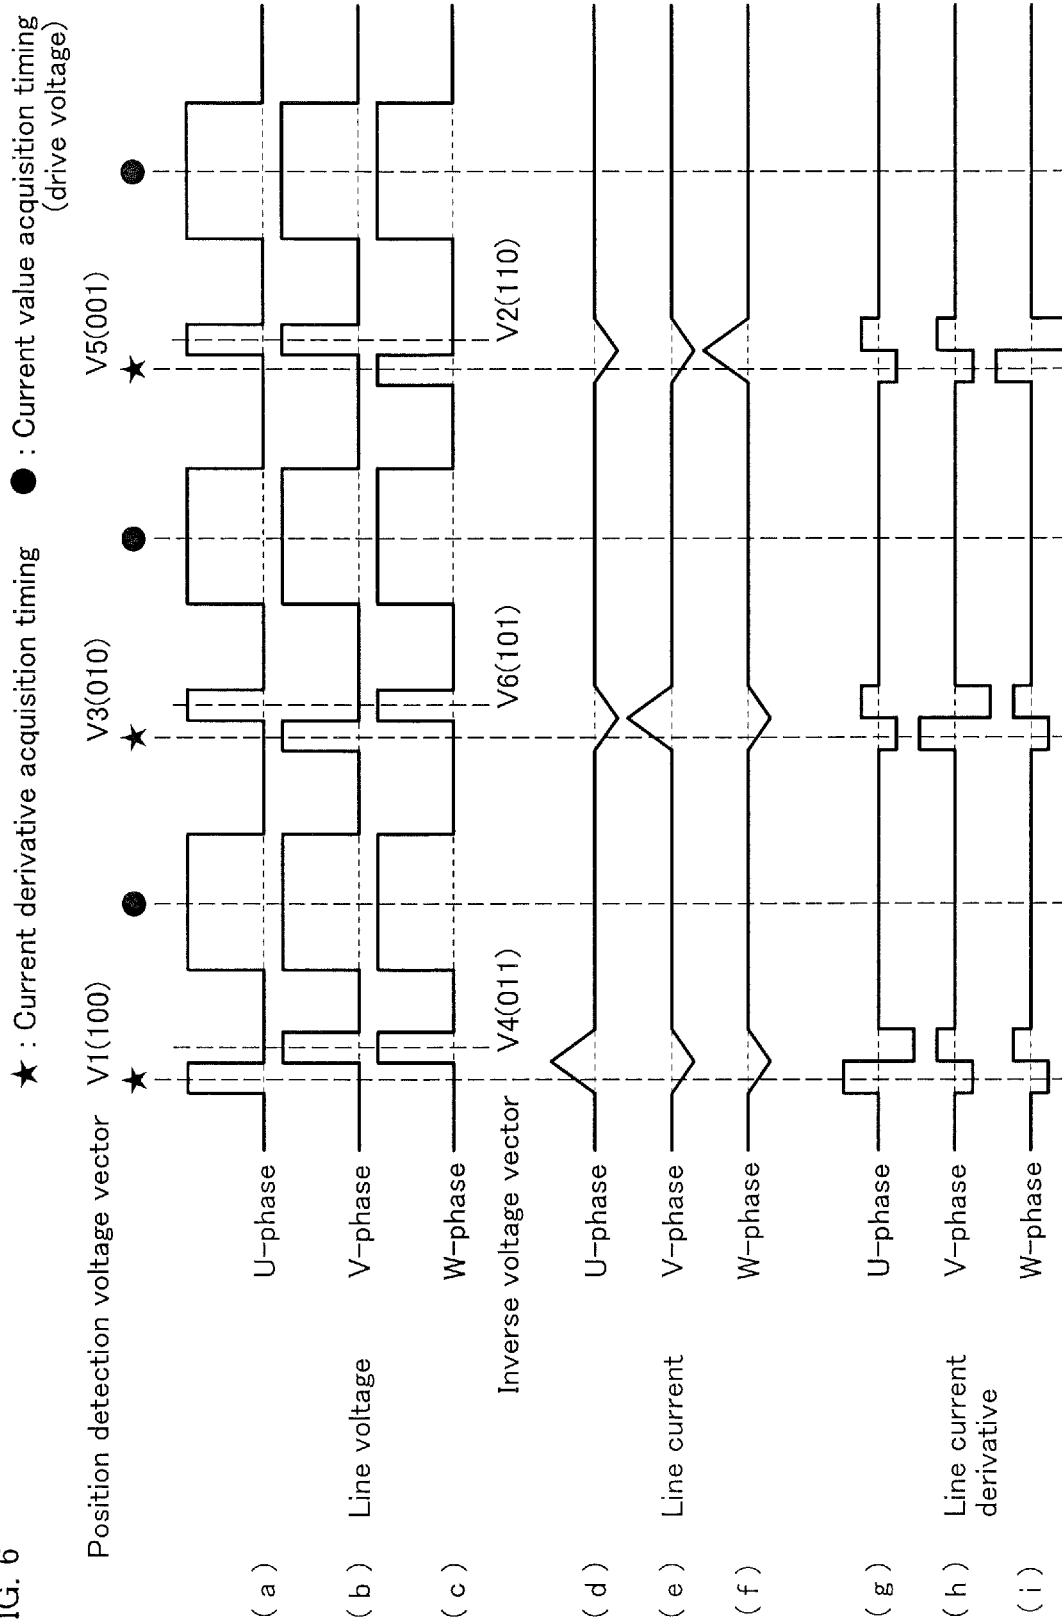 IG. 6
★ : Current derivative acquisition timing
● : Current value acquisition timing
(drive voltage)
Position detection voltage vector
V1(100)
V3(010)
V5(001)
(a)
U-phase
(b)
Line voltage
V-phase
(c)
W-phase
Inverse voltage vector
V4(011)
V6(101)
V2(110)
(d)
U-phase
(e)
Line current
V-phase
(f)
W-phase
(g)
U-phase
(h)
Line current
derivative
V-phase
(i)
W-phase